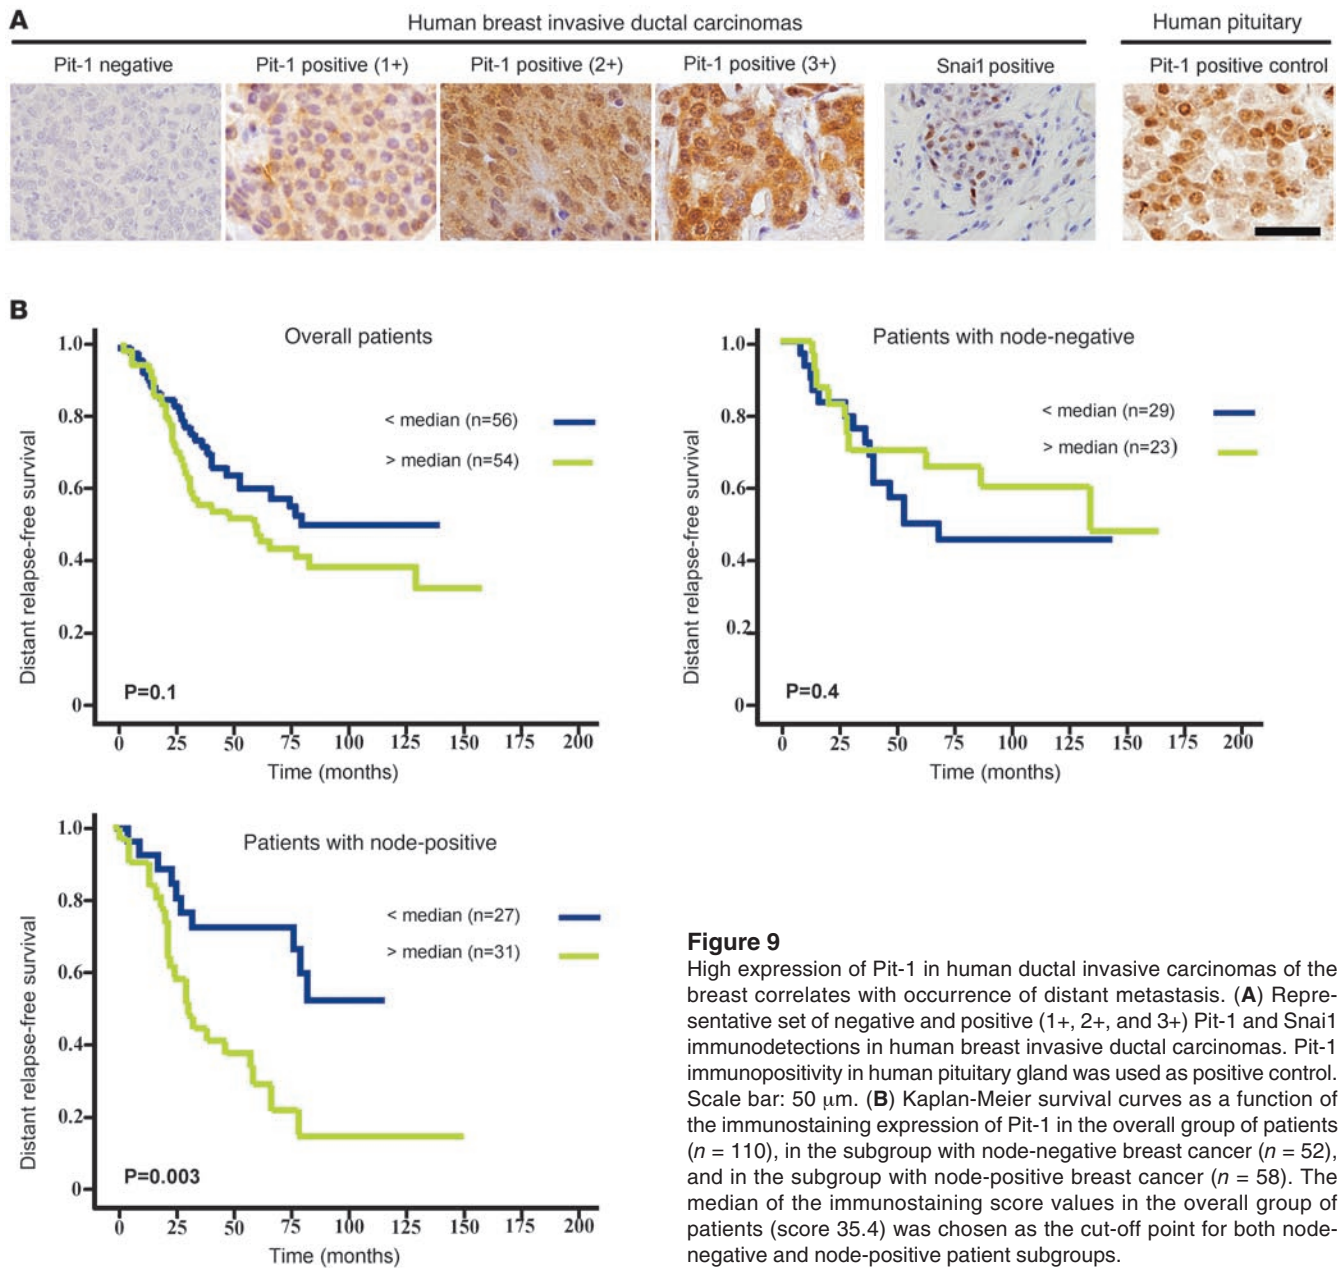 A
Human breast invasive ductal carcinomas
Human pituitary
Pit-1 negative
Pit-1 positive (1+)
Pit-1 positive (2+)
Pit-1 positive (3+)
Snai1 positive
Pit-1 positive control
B
Overall patients
Distant relapse-free survival
1.0
0.8
0.6
0.4
0.2
0
< median (n=56)
> median (n=54)
P=0.1
0 25 50 75 100 125 150 175 200
Time (months)
Patients with node-negative
Distant relapse-free survival
1.0
0.8
0.6
0.4
0.2
0
< median (n=29)
> median (n=23)
P=0.4
0 25 50 75 100 125 150 175 200
Time (months)
Patients with node-positive
Distant relapse-free survival
1.0
0.8
0.6
0.4
0.2
0
< median (n=27)
> median (n=31)
P=0.003
0 25 50 75 100 125 150 175 200
Time (months)
Figure 9
High expression of Pit-1 in human ductal invasive carcinomas of the
breast correlates with occurrence of distant metastasis. (A) Repre-
sentative set of negative and positive (1+, 2+, and 3+) Pit-1 and Snai1
immunodetections in human breast invasive ductal carcinomas. Pit-1
immunopositivity in human pituitary gland was used as positive control.
Scale bar: 50 μm. (B) Kaplan-Meier survival curves as a function of
the immunostaining expression of Pit-1 in the overall group of patients
(n = 110), in the subgroup with node-negative breast cancer (n = 52),
and in the subgroup with node-positive breast cancer (n = 58). The
median of the immunostaining score values in the overall group of
patients (score 35.4) was chosen as the cut-off point for both node-
negative and node-positive patient subgroups.